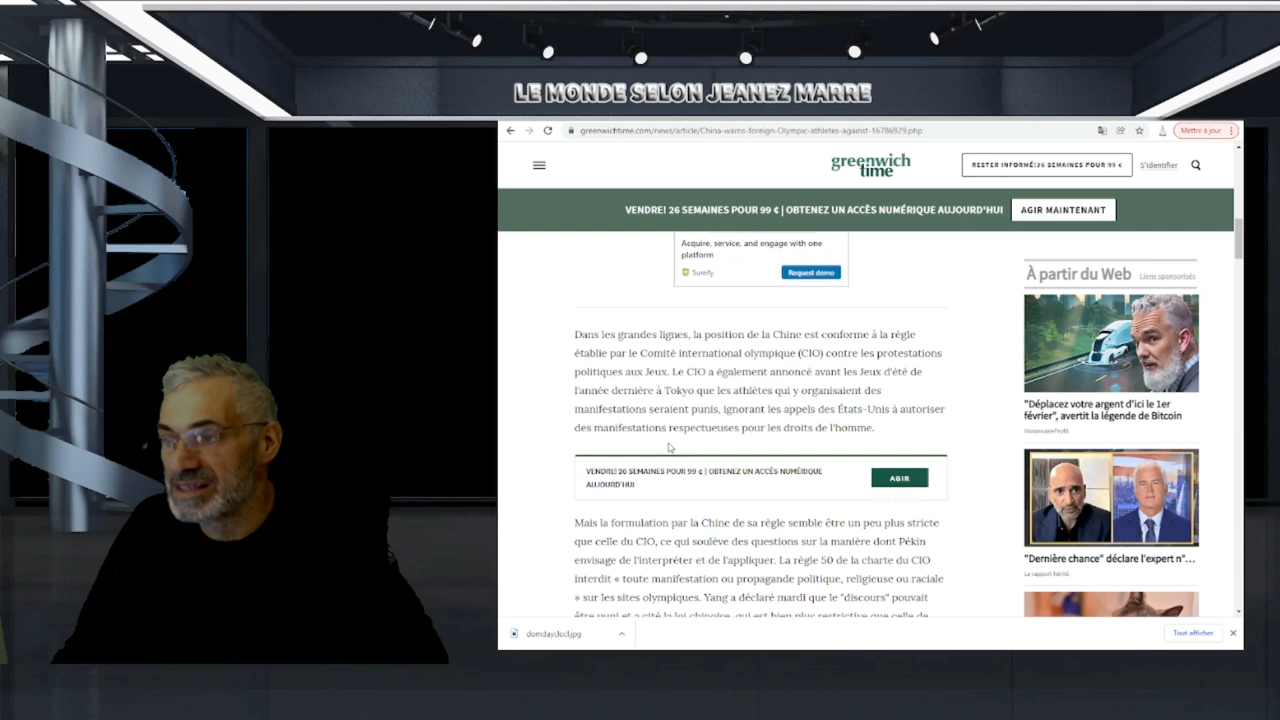 LE MONDE SELON JEANEZ MARRE
greenwichtime.com/news/article/China-warns-foreign-Olympic-athletes-against-16786929.php
Mettre à jour
greenwich
time
RESTER INFORMÉ!26 SEMAINES POUR 99 ¢
S'identifier
VENDRE! 26 SEMAINES POUR 99 ¢ | OBTENEZ UN ACCÈS NUMÉRIQUE AUJOURD'HUI
AGIR MAINTENANT
Acquire, service, and engage with one
platform
Sureify
Request demo
Dans les grandes lignes, la position de la Chine est conforme à la règle
établie par le Comité international olympique (CIO) contre les protestations
politiques aux Jeux. Le CIO a également annoncé avant les Jeux d'été de
l'année dernière à Tokyo que les athlètes qui y organisaient des
manifestations seraient punis, ignorant les appels des États-Unis à autoriser
des manifestations respectueuses pour les droits de l'homme.
VENDRE! 26 SEMAINES POUR 99 ¢ | OBTENEZ UN ACCÈS NUMÉRIQUE
AUJOURD'HUI
AGIR
Mais la formulation par la Chine de sa règle semble être un peu plus stricte
que celle du CIO, ce qui soulève des questions sur la manière dont Pékin
envisage de l'interpréter et de l'appliquer. La règle 50 de la charte du CIO
interdit « toute manifestation ou propagande politique, religieuse ou raciale
» sur les sites olympiques. Yang a déclaré mardi que le "discours" pouvait
être puni et a cité la loi chinoise, qui est bien plus restrictive que celle de
À partir du Web
Liens sponsorisés
"Déplacez votre argent d'ici le 1er
février", avertit la légende de Bitcoin
VisionnaireProfit
"Dernière chance" déclare l'expert n°...
Le rapport hérité
domdaydocl.jpg
Tout afficher